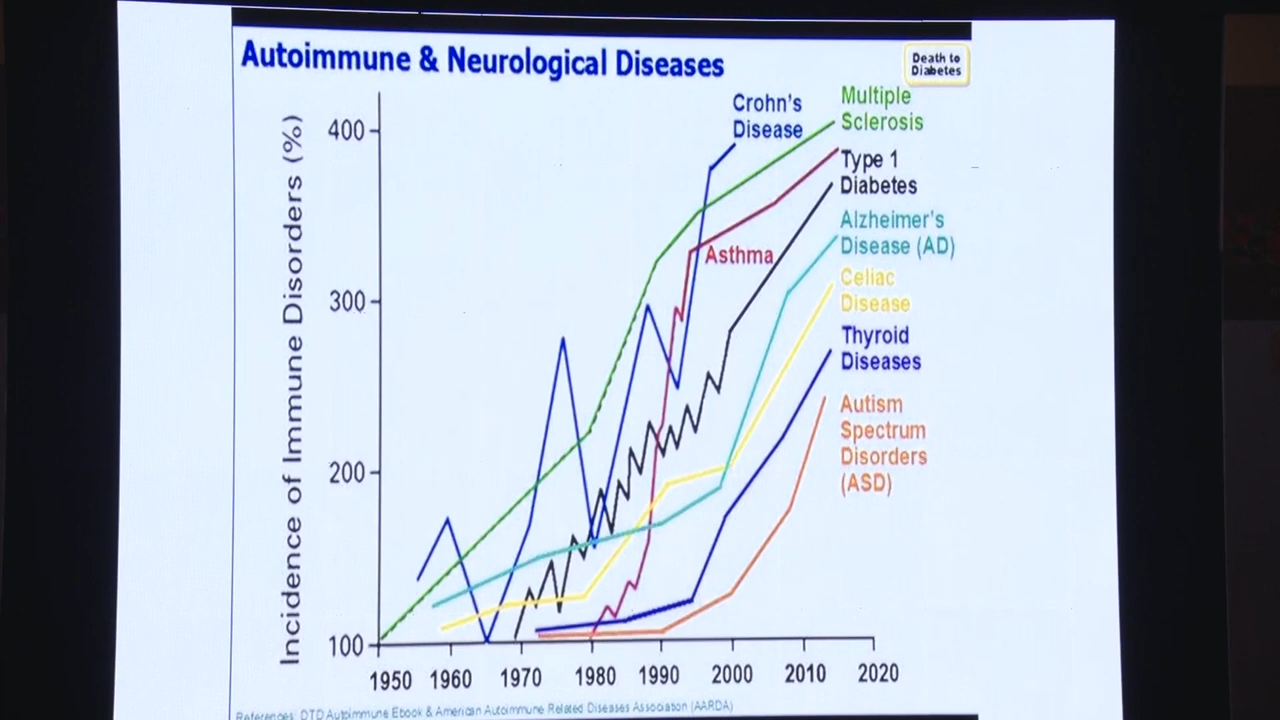 Autoimmune & Neurological Diseases
Death to
Diabetes
Incidence of Immune Disorders (%)
400
300
200
100
1950 1960 1970 1980 1990 2000 2010 2020
Crohn's
Disease
Multiple
Sclerosis
Type 1
Diabetes
Asthma
Alzheimer's
Disease (AD)
Celiac
Disease
Thyroid
Diseases
Autism
Spectrum
Disorders
(ASD)
References: DTD Autoimmune Ebook & American Autoimmune Related Diseases Association (AARDA)